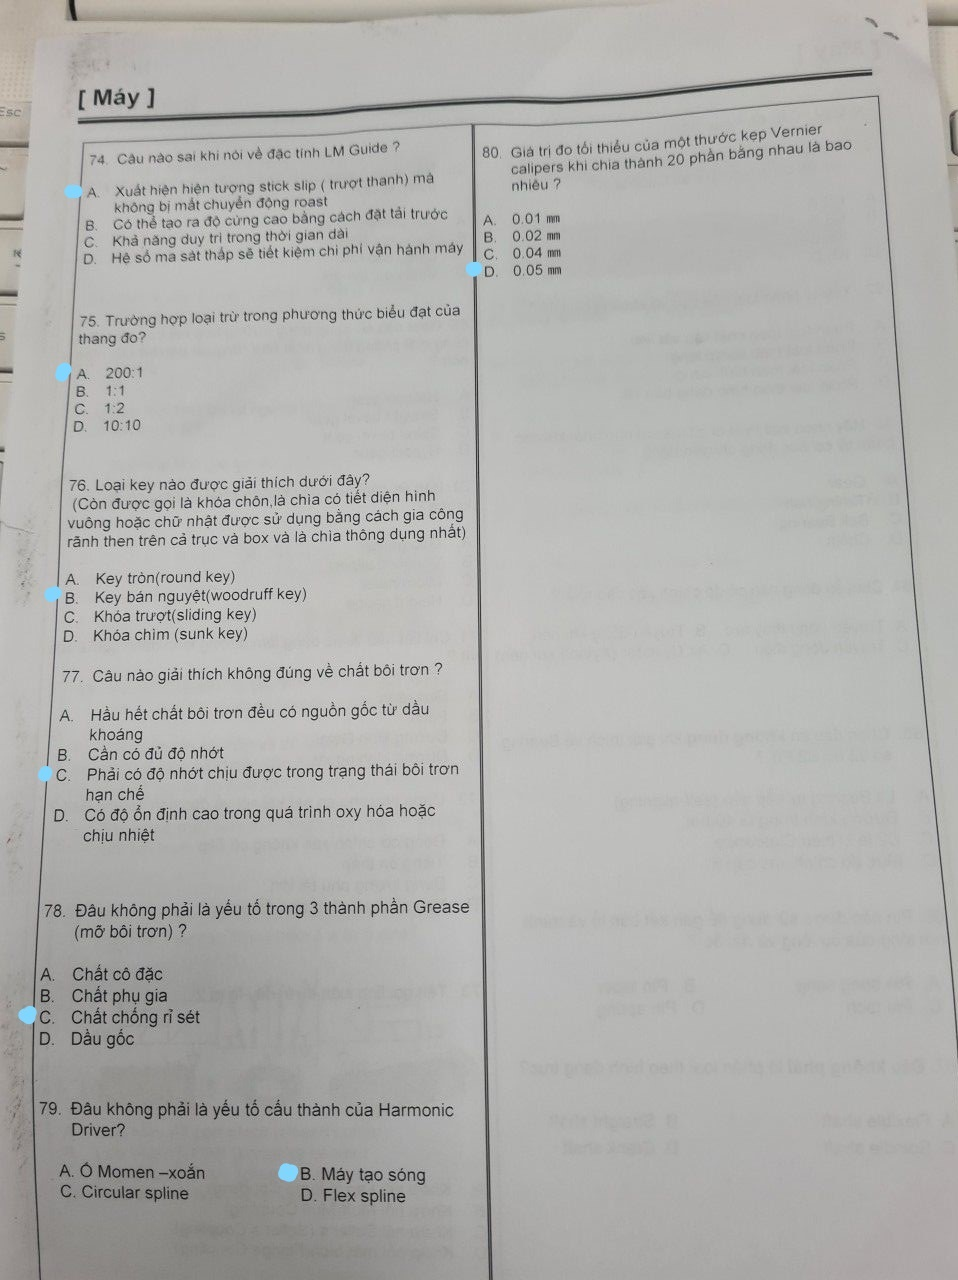 [ Máy ]
74. Câu nào sai khi nói về đặc tính LM Guide ?
A. Xuất hiện hiện tượng stick slip ( trượt thanh) mà
không bị mất chuyển động roast
B. Có thể tạo ra độ cứng cao bằng cách đặt tải trước
C. Khả năng duy trì trong thời gian dài
D. Hệ số ma sát thấp sẽ tiết kiệm chi phí vận hành máy
75. Trường hợp loại trừ trong phương thức biểu đạt của
thang đo?
A. 200:1
B. 1:1
C. 1:2
D. 10:10
76. Loại key nào được giải thích dưới đây?
(Còn được gọi là khóa chôn,là chìa có tiết diện hình
vuông hoặc chữ nhật được sử dụng bằng cách gia công
rãnh then trên cả trục và box và là chìa thông dụng nhất)
A. Key tròn(round key)
B. Key bán nguyệt(woodruff key)
C. Khóa trượt(sliding key)
D. Khóa chìm (sunk key)
77. Câu nào giải thích không đúng về chất bôi trơn ?
A. Hầu hết chất bôi trơn đều có nguồn gốc từ dầu
khoáng
B. Cần có đủ độ nhớt
C. Phải có độ nhớt chịu được trong trạng thái bôi trơn
hạn chế
D. Có độ ổn định cao trong quá trình oxy hóa hoặc
chịu nhiệt
78. Đâu không phải là yếu tố trong 3 thành phần Grease
(mỡ bôi trơn) ?
A. Chất cô đặc
B. Chất phụ gia
C. Chất chống rỉ sét
D. Dầu gốc
79. Đâu không phải là yếu tố cấu thành của Harmonic
Driver?
A. Ổ Momen –xoắn
B. Máy tạo sóng
C. Circular spline
D. Flex spline
80. Giá trị đo tối thiểu của một thước kẹp Vernier
calipers khi chia thành 20 phần bằng nhau là bao
nhiêu ?
A. 0.01 mm
B. 0.02 mm
C. 0.04 mm
D. 0.05 mm